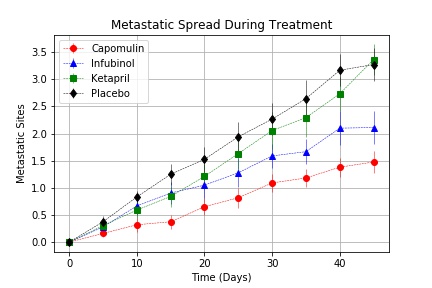 Metastatic Spread During Treatment
Capomulin
Infubinol
Ketapril
Placebo
3.5
3.0
2.5
2.0
1.5
1.0
0.5
0.0
Metastatic Sites
0 10 20 30 40
Time (Days)